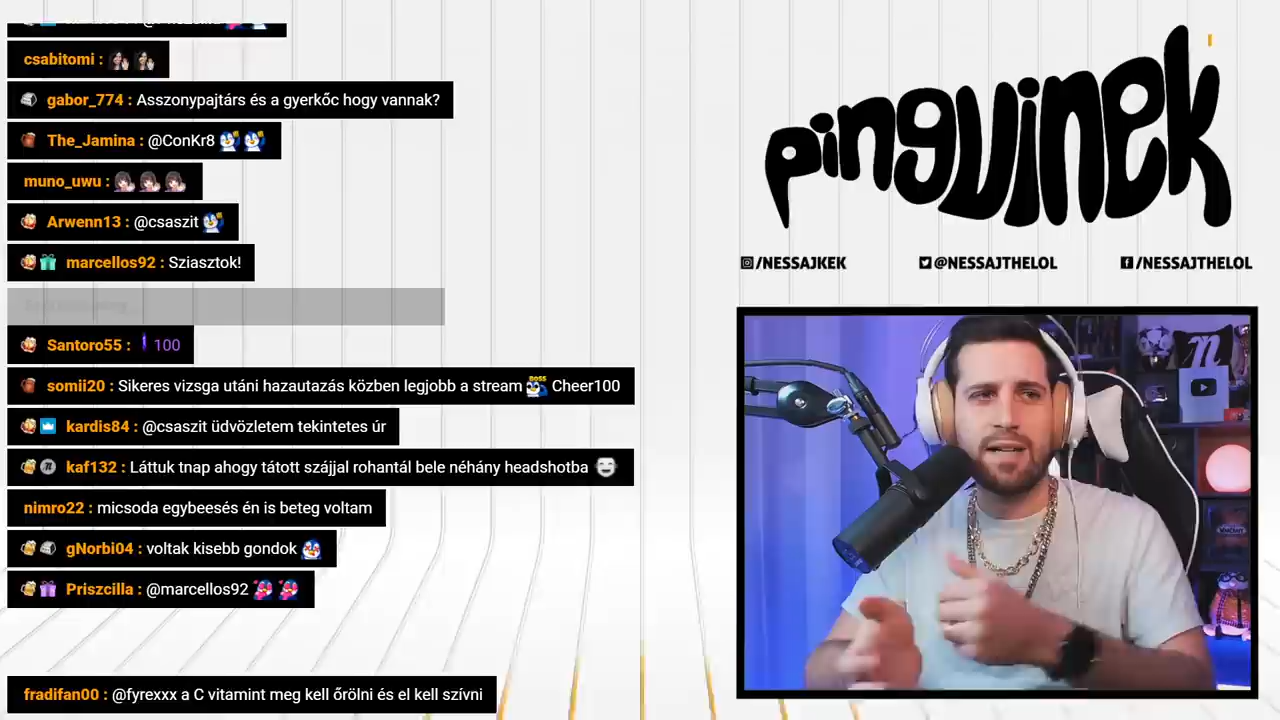 csabitomi :
gabor_774 : Asszonypajtárs és a gyerkőc hogy vannak?
The_Jamina : @ConKr8
muno_uwu :
Arwenn13 : @csaszit
marcellos92 : Sziasztok!
Santoro55 : 100
somii20 : Sikeres vizsga utáni hazautazás közben legjobb a stream BOSS Cheer100
kardis84 : @csaszit üdvözletem tekintetes úr
kaf132 : Láttuk tnap ahogy tátott szájjal rohantál bele néhány headshotba
nimro22 : micsoda egybeesés én is beteg voltam
gNorbi04 : voltak kisebb gondok
Priszcilla : @marcellos92
fradifan00 : @fyrexxx a C vitamint meg kell őrölni és el kell szívni
pingvinek
/NESSAJKEK
@NESSAJTHELOL
/NESSAJTHELOL